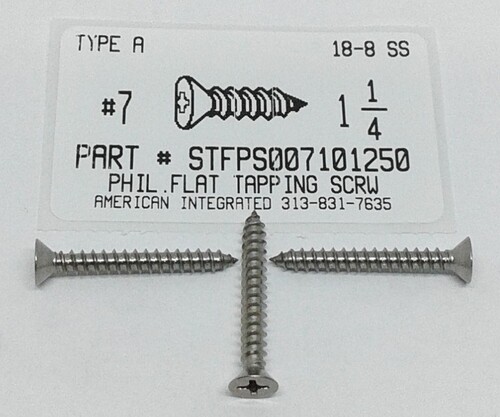 TYPE A 18-8 SS
#7 1 1/4
PART # STFPS007101250
PHIL.FLAT TAPPING SCRW
AMERICAN INTEGRATED 313-831-7635